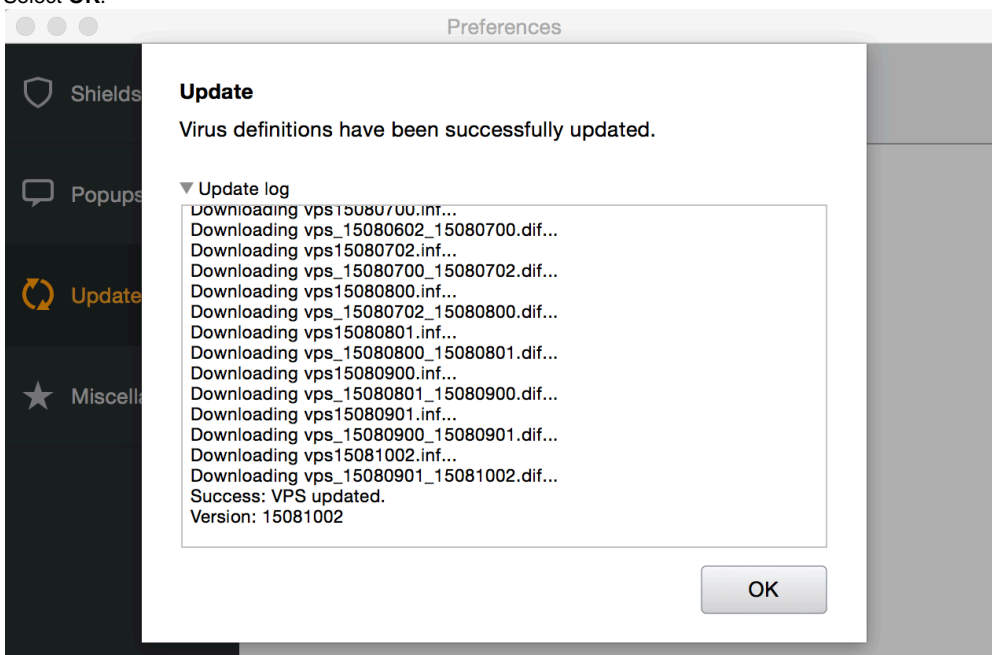 Select OK.
Preferences
Shields
Popups
Update
Miscella
Update
Virus definitions have been successfully updated.
Update log
Downloading vps15080700.inf...
Downloading vps_15080602_15080700.dif...
Downloading vps15080702.inf...
Downloading vps_15080700_15080702.dif...
Downloading vps15080800.inf...
Downloading vps_15080702_15080800.dif...
Downloading vps15080801.inf...
Downloading vps_15080800_15080801.dif...
Downloading vps15080900.inf...
Downloading vps_15080801_15080900.dif...
Downloading vps15080901.inf...
Downloading vps_15080900_15080901.dif...
Downloading vps15081002.inf...
Downloading vps_15080901_15081002.dif...
Success: VPS updated.
Version: 15081002
OK